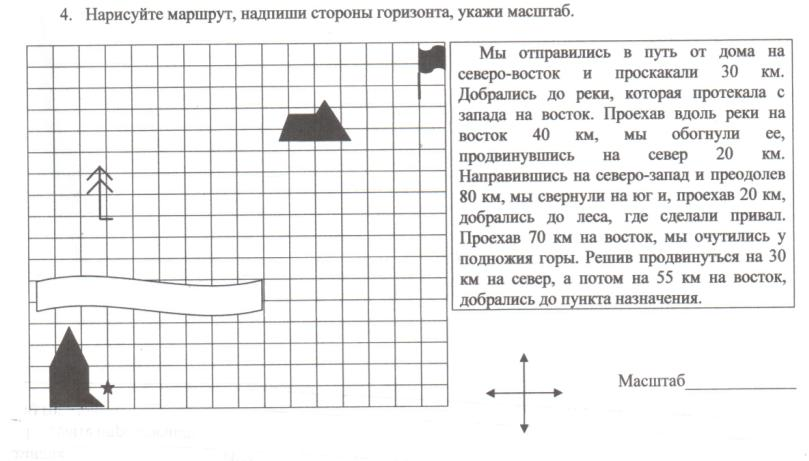 4. Нарисуйте маршрут, надпиши стороны горизонта, укажи масштаб.
Мы отправились в путь от дома на
северо-восток и проскакали 30 км.
Добрались до реки, которая протекала с
запада на восток. Проехав вдоль реки на
восток 40 км, мы обогнули ее,
продвинувшись на север 20 км.
Направившись на северо-запад и преодолев
80 км, мы свернули на юг и, проехав 20 км,
добрались до леса, где сделали привал.
Проехав 70 км на восток, мы очутились у
подножия горы. Решив продвинуться на 30
км на север, а потом на 55 км на восток,
добрались до пункта назначения.
Масштаб